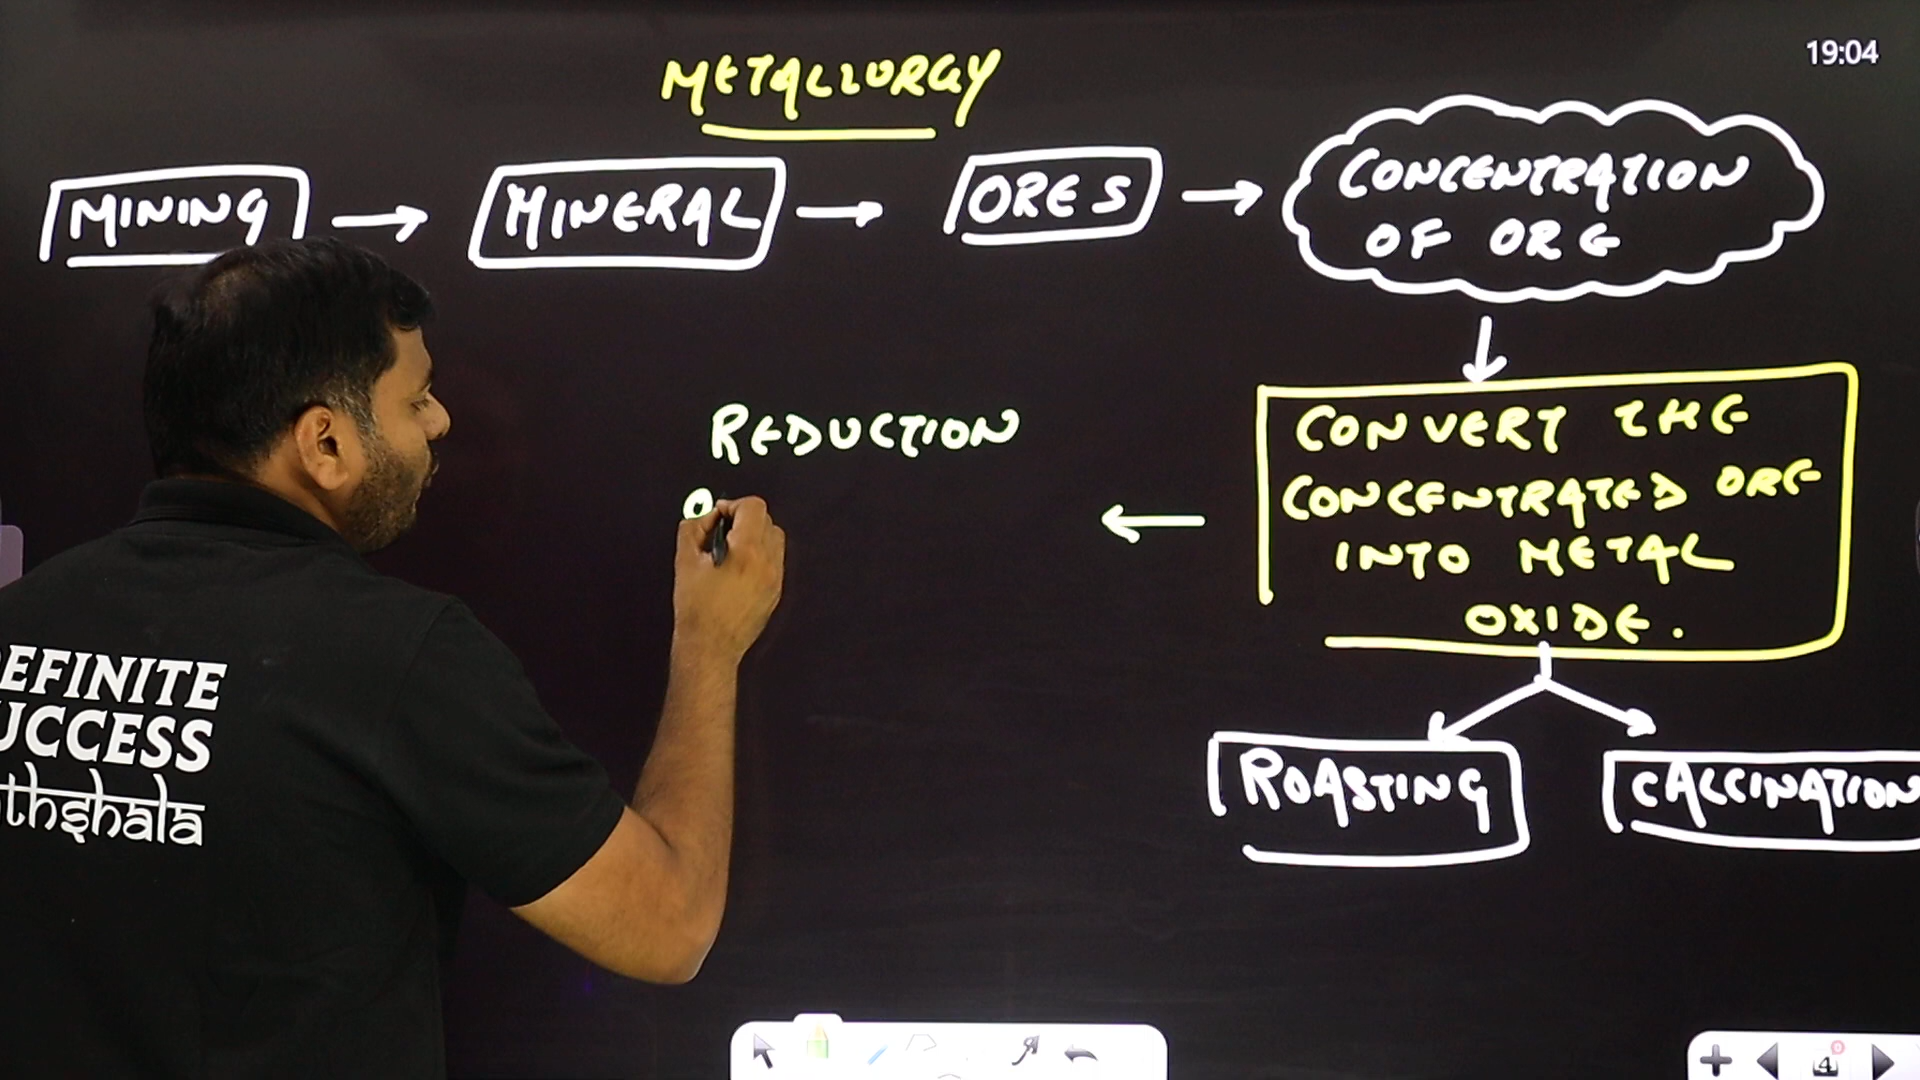 19:04
METALLURGY
MINING → MINERAL → ORES → CONCENTRATION
OF ORE
REDUCTION
O
CONVERT THE
CONCENTRATED ORE
INTO METAL
OXIDE.
ROASTING
CALCINATION
EFINITE
UCCESS
thshala
4